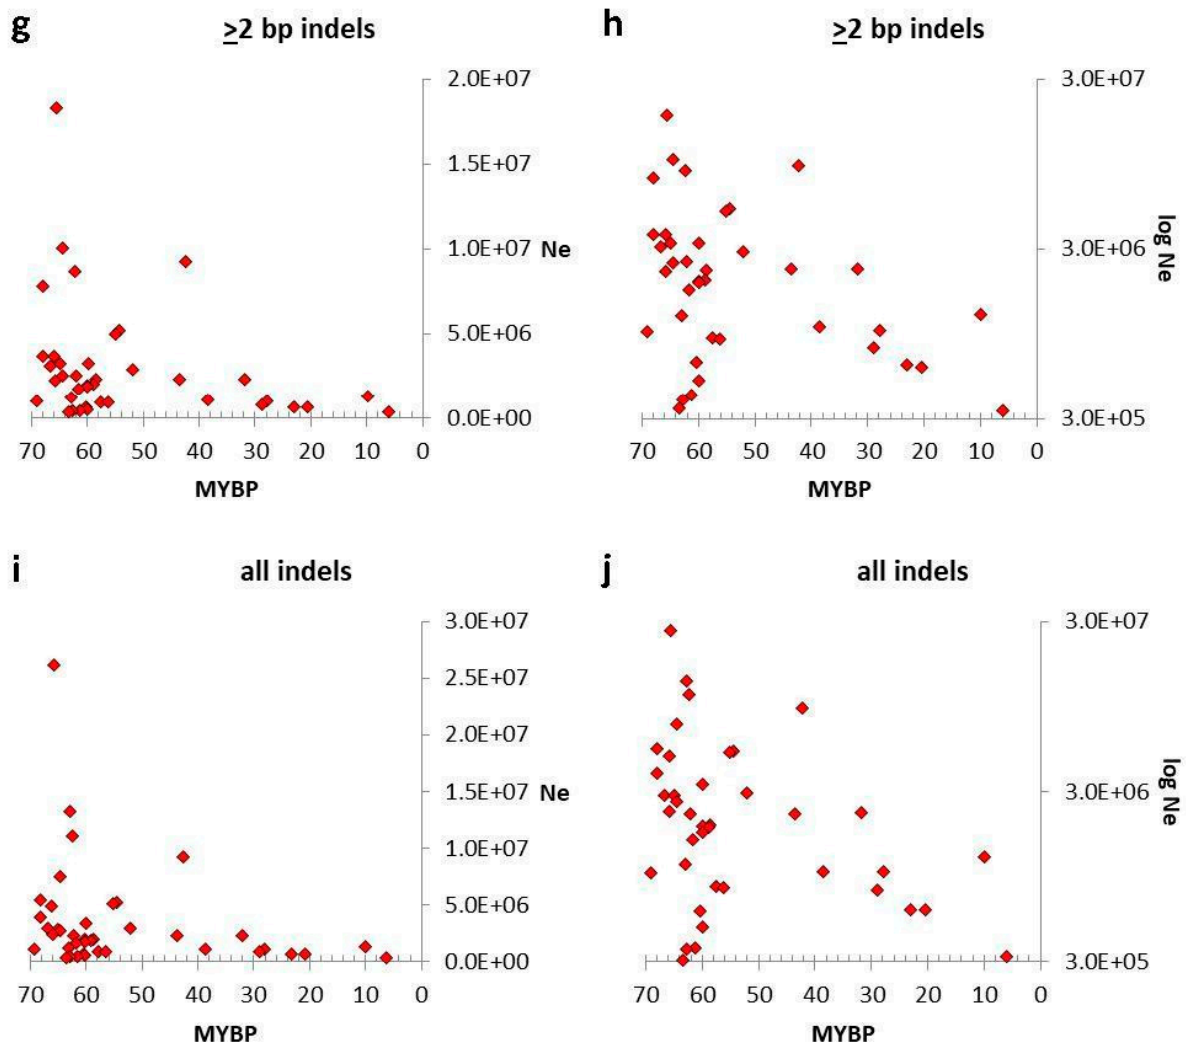 g
≥2 bp indels
2.0E+07
1.5E+07
1.0E+07
Ne
5.0E+06
0.0E+00
70 60 50 40 30 20 10 0
MYBP
h
≥2 bp indels
3.0E+07
3.0E+06
log Ne
3.0E+05
70 60 50 40 30 20 10 0
MYBP
i
all indels
3.0E+07
2.5E+07
2.0E+07
1.5E+07
Ne
1.0E+07
5.0E+06
0.0E+00
70 60 50 40 30 20 10 0
MYBP
j
all indels
3.0E+07
3.0E+06
log Ne
3.0E+05
70 60 50 40 30 20 10 0
MYBP